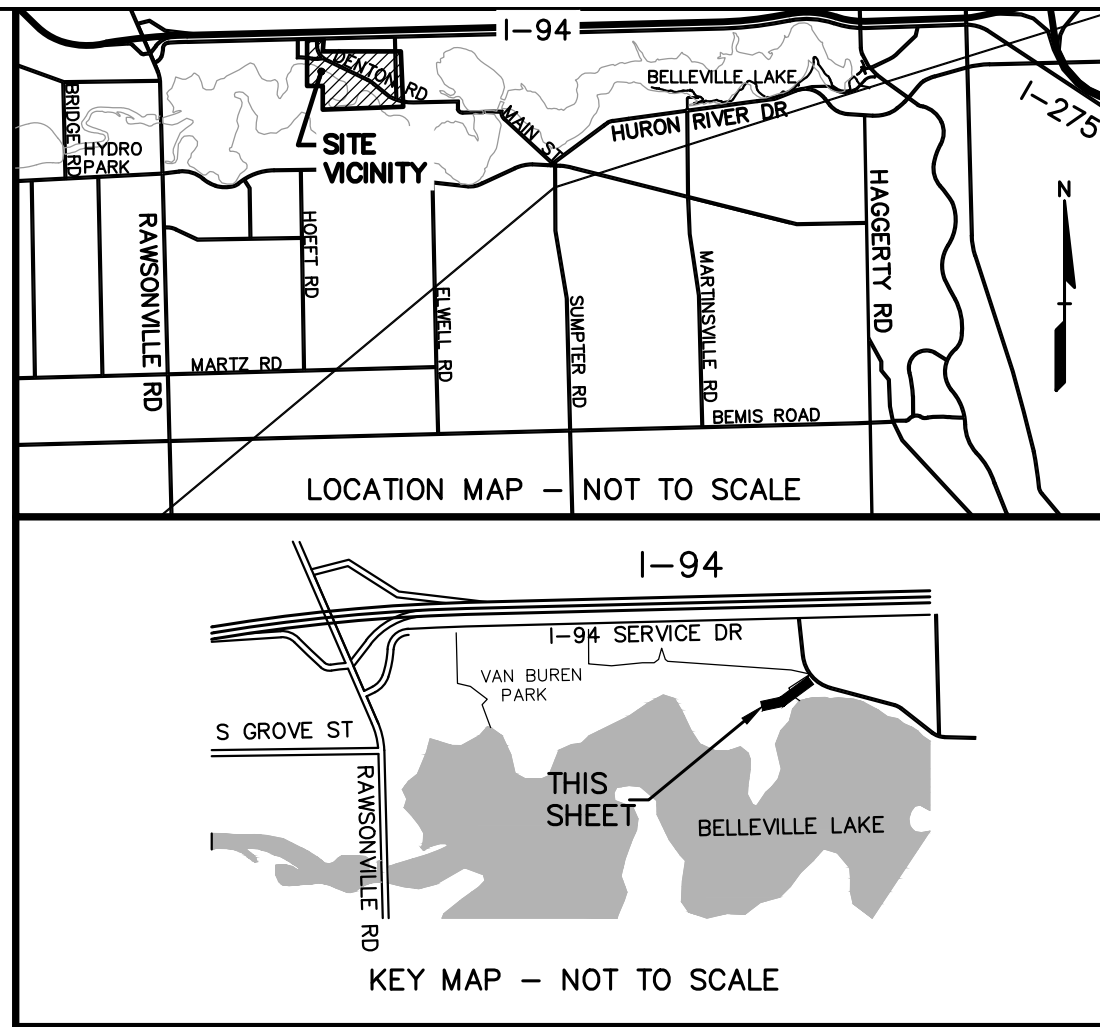 I-94
DENTON RD
BELLEVILLE LAKE
I-275
BRIDGE RD
HYDRO
PARK
SITE
VICINITY
MAIN ST
HURON RIVER DR
N
RAWSONVILLE RD
HOEFT RD
ELWELL RD
SUMPTER RD
MARTINSVILLE RD
HAGGERTY RD
MARTZ RD
BEMIS ROAD
LOCATION MAP - NOT TO SCALE
I-94
I-94 SERVICE DR
VAN BUREN
PARK
S GROVE ST
THIS
SHEET
RAWSONVILLE RD
BELLEVILLE LAKE
KEY MAP - NOT TO SCALE